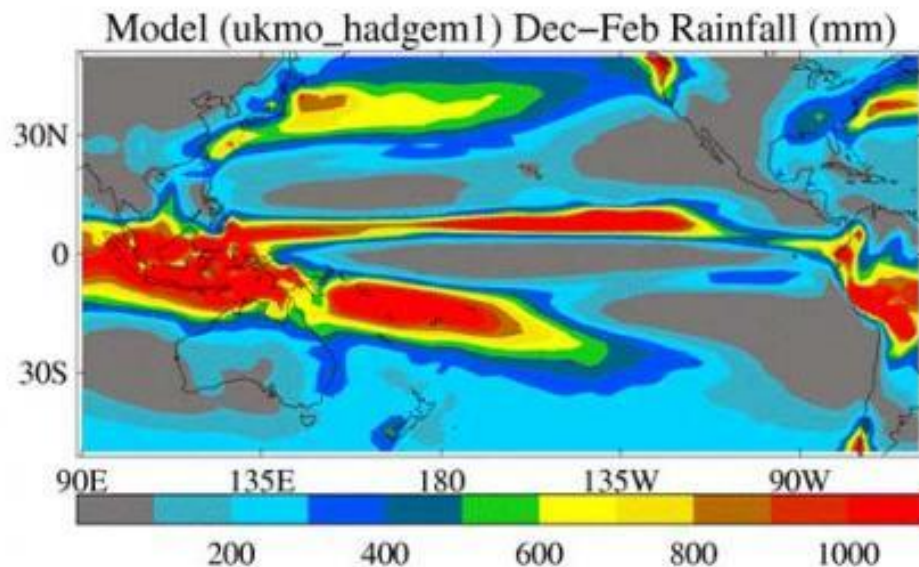 Model (ukmo_hadgem1) Dec-Feb Rainfall (mm)
30N
0
30S
90E 135E 180 135W 90W
200 400 600 800 1000